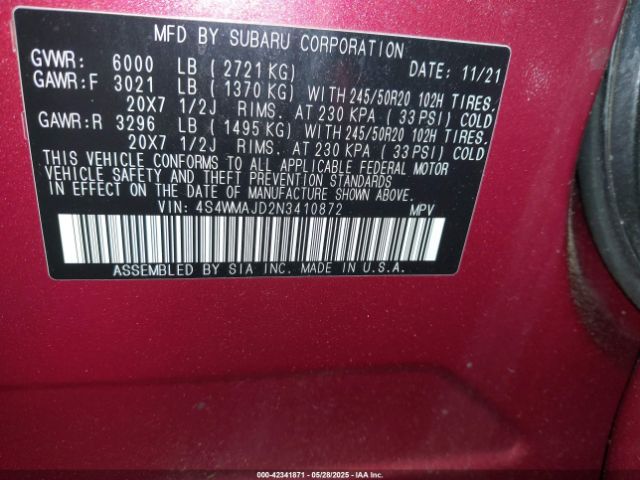 MFD BY SUBARU CORPORATION
GVWR: 6000 LB ( 2721 KG) DATE: 11/21
GAWR:F 3021 LB ( 1370 KG) WITH 245/50R20 102H TIRES.
20X7 1/2J RIMS. AT 230 KPA ( 33 PSI) COLD
GAWR:R 3296 LB ( 1495 KG) WITH 245/50R20 102H TIRES.
20X7 1/2J RIMS. AT 230 KPA ( 33 PSI) COLD
THIS VEHICLE CONFORMS TO ALL APPLICABLE FEDERAL MOTOR
VEHICLE SAFETY AND THEFT PREVENTION STANDARDS
IN EFFECT ON THE DATE OF MANUFACTURE SHOWN ABOVE.
VIN: 4S4WMAJD2N3410872 MPV
ASSEMBLED BY SIA INC. MADE IN U.S.A.
000-42341871 - 05/28/2025 - IAA Inc.